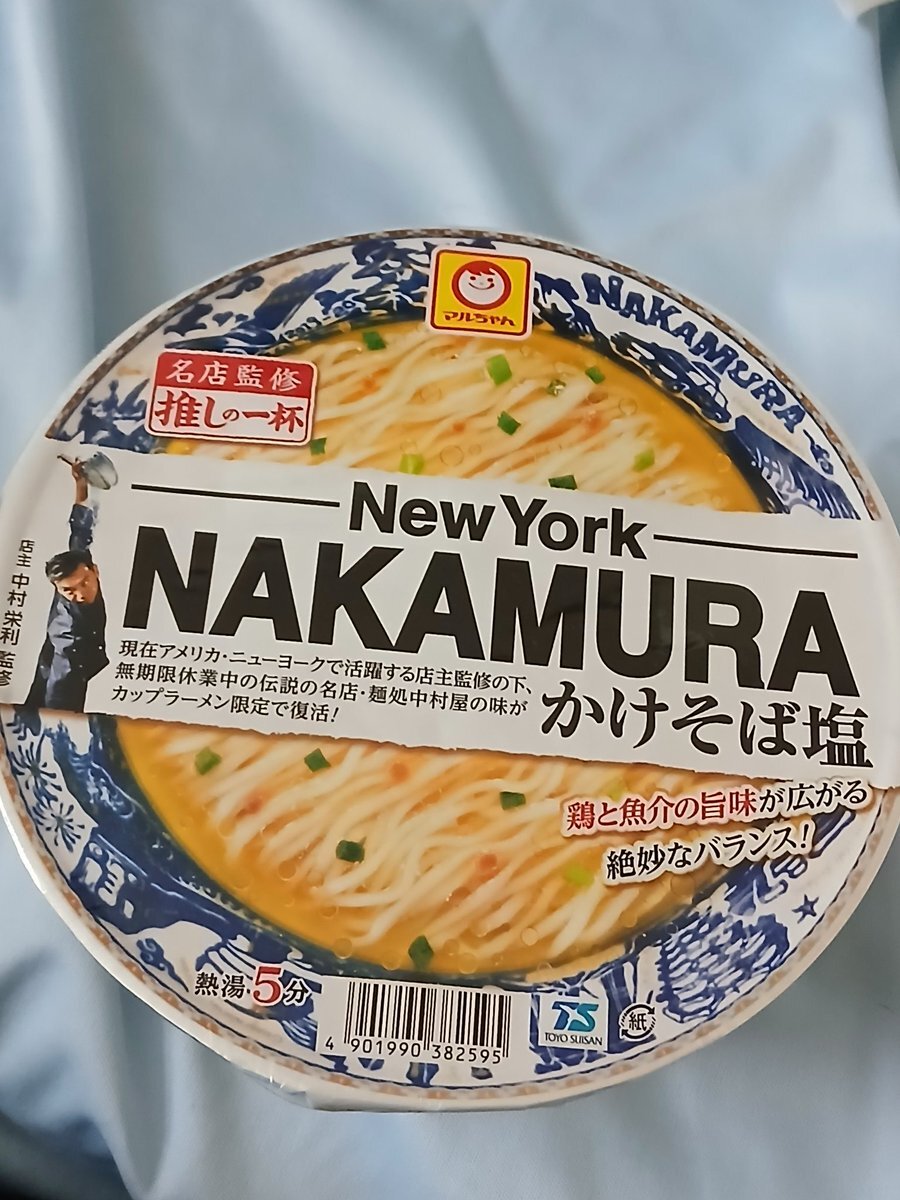 マルちゃん
NAKAMURA
名店監修
推しの一杯
New York
NAKAMURA
店主 中村栄利 監修
現在アメリカ・ニューヨークで活躍する店主監修の下、
無期限休業中の伝説の名店・麺処中村屋の味が
カップラーメン限定で復活!
かけそば塩
鶏と魚介の旨味が広がる
絶妙なバランス!
熱湯・5分
4 901990 382595
TS
TOYO SUISAN
紙